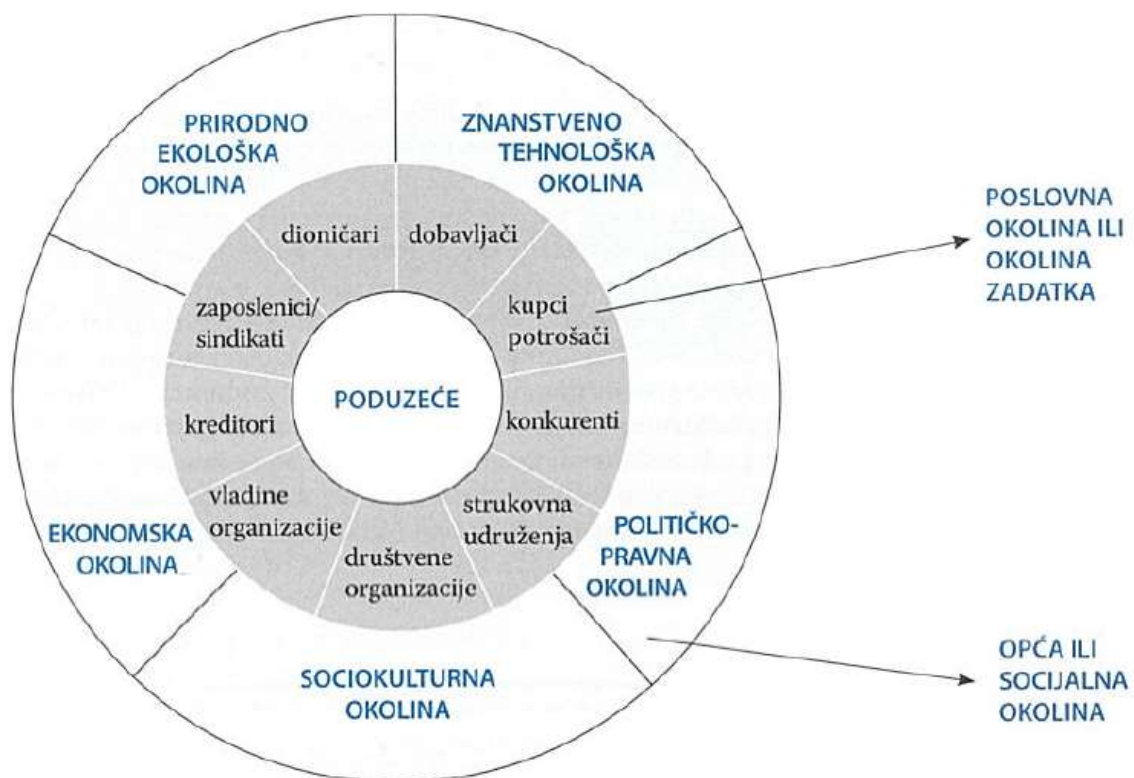 PRIRODNO
EKOLOŠKA
OKOLINA
ZNANSTVENO
TEHNOLOŠKA
OKOLINA
POSLOVNA
OKOLINA ILI
OKOLINA
ZADATKA
dioničari
dobavljači
zaposlenici/
sindikati
kupci
potrošači
PODUZEĆE
kreditori
konkurenti
vladine
organizacije
strukovna
udruženja
društvene
organizacije
EKONOMSKA
OKOLINA
POLITIČKO-
PRAVNA
OKOLINA
SOCIOKULTURNA
OKOLINA
OPĆA ILI
SOCIJALNA
OKOLINA